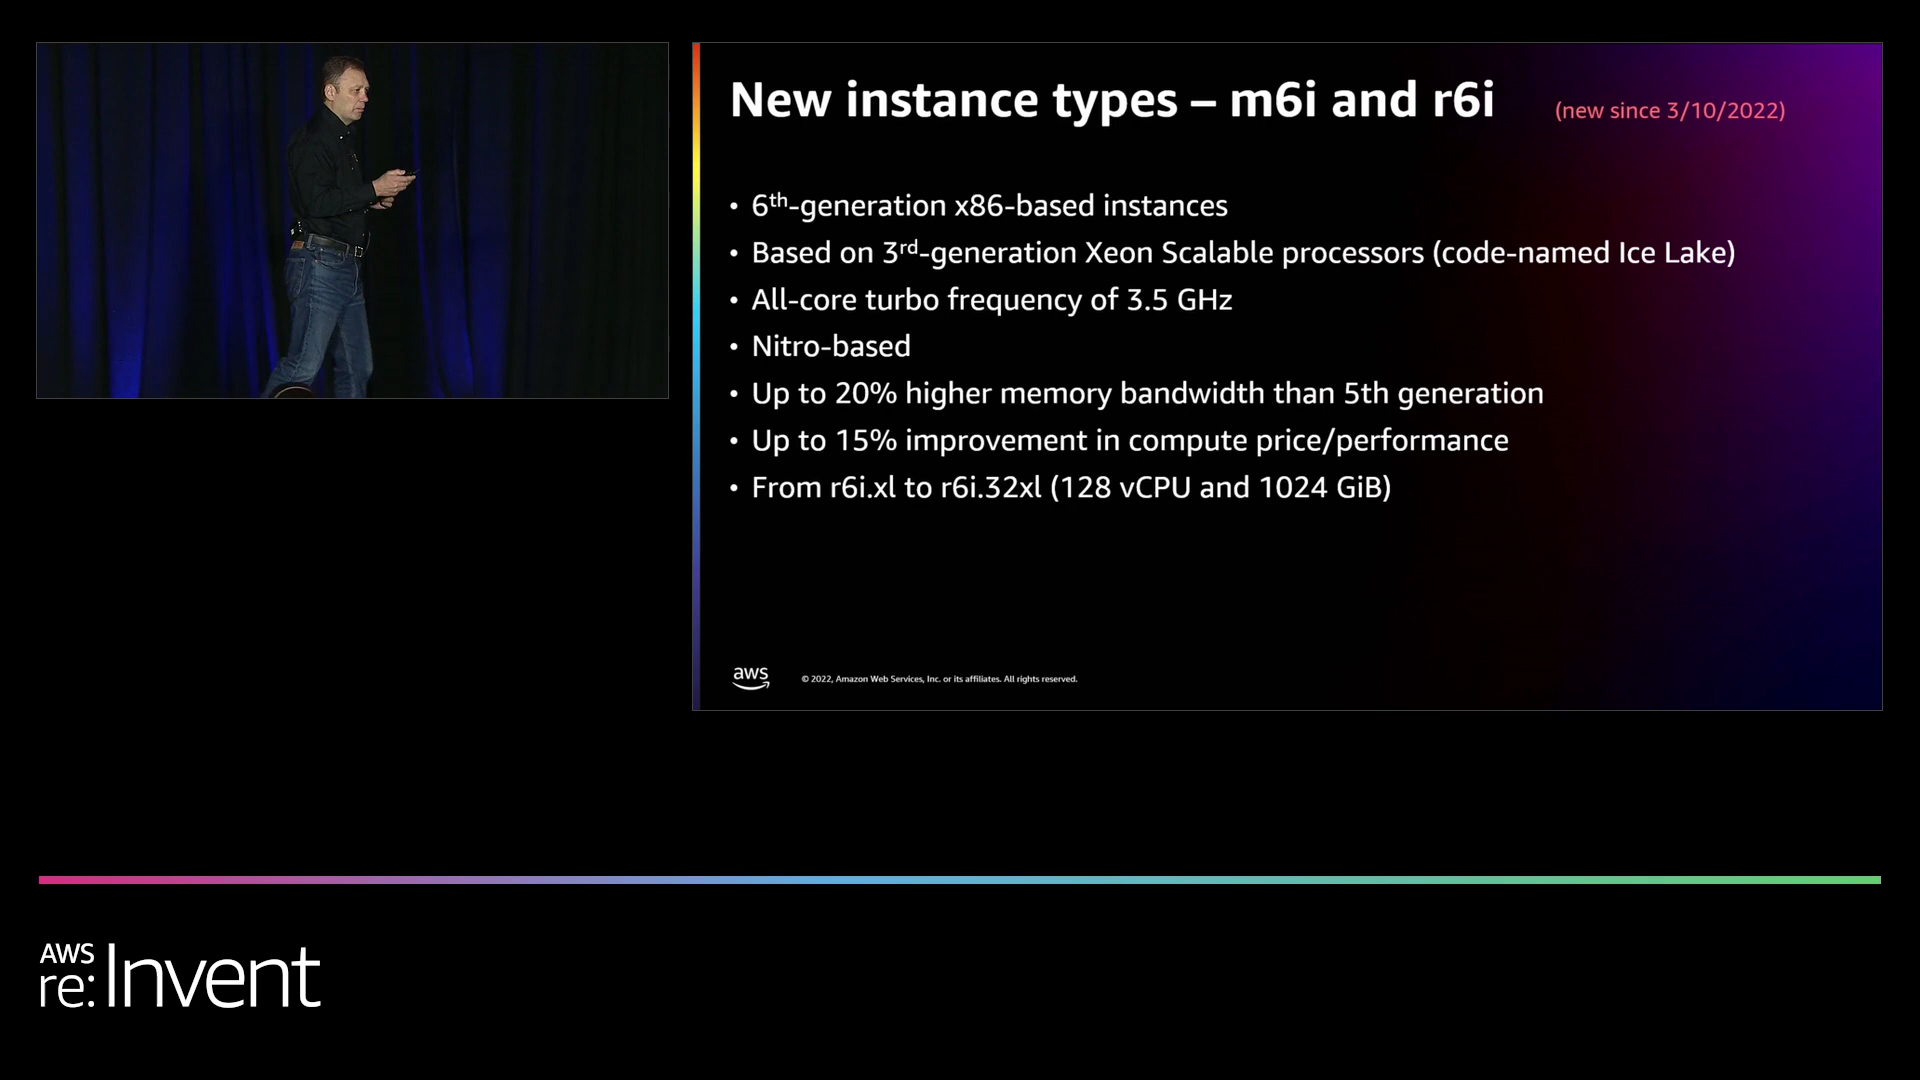 New instance types – m6i and r6i
(new since 3/10/2022)
• 6th-generation x86-based instances
• Based on 3rd-generation Xeon Scalable processors (code-named Ice Lake)
• All-core turbo frequency of 3.5 GHz
• Nitro-based
• Up to 20% higher memory bandwidth than 5th generation
• Up to 15% improvement in compute price/performance
• From r6i.xl to r6i.32xl (128 vCPU and 1024 GiB)
aws
© 2022, Amazon Web Services, Inc. or its affiliates. All rights reserved.
AWS
re:Invent